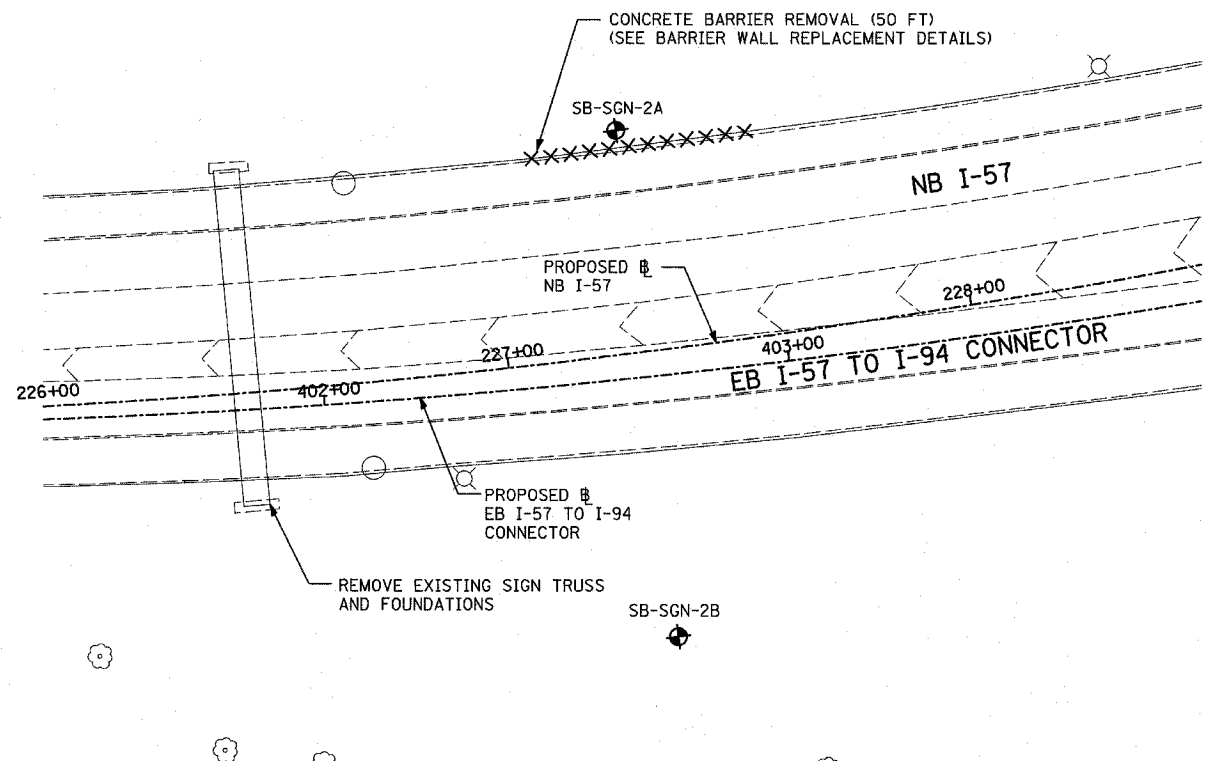 CONCRETE BARRIER REMOVAL (50 FT)
(SEE BARRIER WALL REPLACEMENT DETAILS)
SB-SGN-2A
NB I-57
PROPOSED ℄
NB I-57
228+00
403+00
227+00
EB I-57 TO I-94 CONNECTOR
226+00
402+00
PROPOSED ℄
EB I-57 TO I-94
CONNECTOR
REMOVE EXISTING SIGN TRUSS
AND FOUNDATIONS
SB-SGN-2B